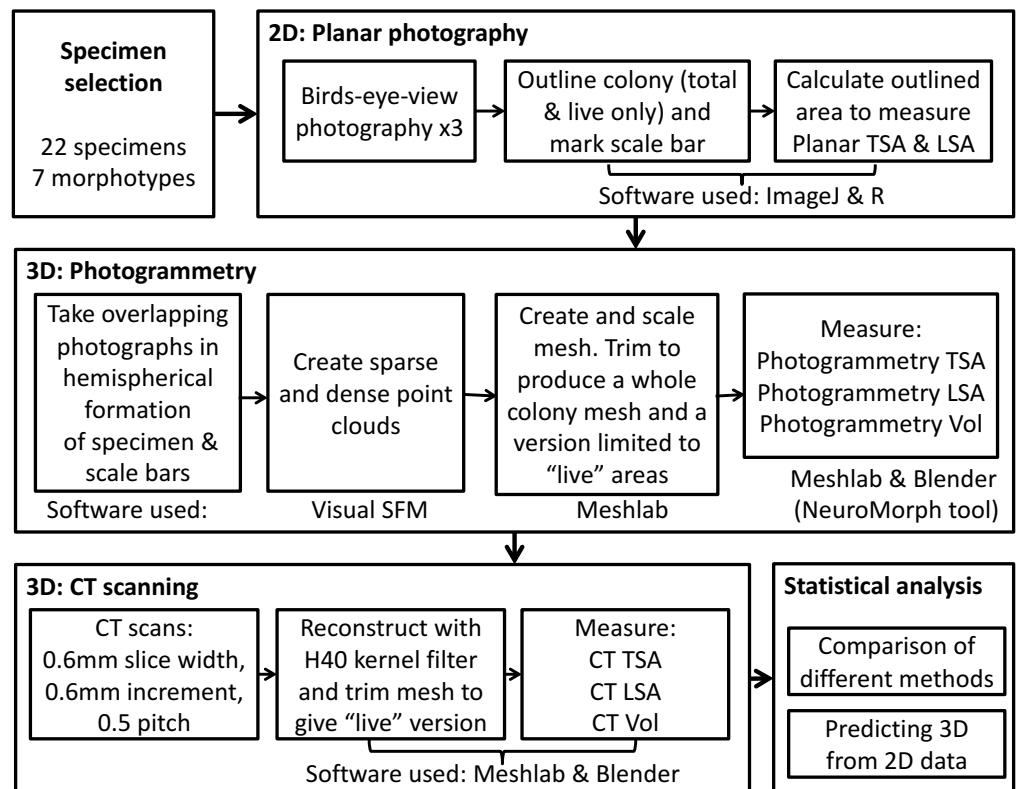 Specimen
selection
22 specimens
7 morphotypes
2D: Planar photography
Birds-eye-view
photography x3
Outline colony (total
& live only) and
mark scale bar
Calculate outlined
area to measure
Planar TSA & LSA
Software used: ImageJ & R
3D: Photogrammetry
Take overlapping
photographs in
hemispherical
formation
of specimen &
scale bars
Create sparse
and dense point
clouds
Create and scale
mesh. Trim to
produce a whole
colony mesh and a
version limited to
“live” areas
Measure:
Photogrammetry TSA
Photogrammetry LSA
Photogrammetry Vol
Software used:
Visual SFM
Meshlab
Meshlab & Blender
(NeuroMorph tool)
3D: CT scanning
CT scans:
0.6mm slice width,
0.6mm increment,
0.5 pitch
Reconstruct with
H40 kernel filter
and trim mesh to
give “live” version
Measure:
CT TSA
CT LSA
CT Vol
Software used: Meshlab & Blender
Statistical analysis
Comparison of
different methods
Predicting 3D
from 2D data